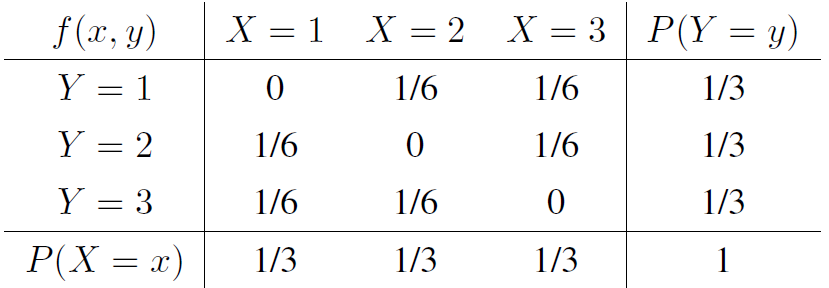 f(x, y) X = 1 X = 2 X = 3 P(Y = y)
Y = 1 0 1/6 1/6 1/3
Y = 2 1/6 0 1/6 1/3
Y = 3 1/6 1/6 0 1/3
P(X = x) 1/3 1/3 1/3 1